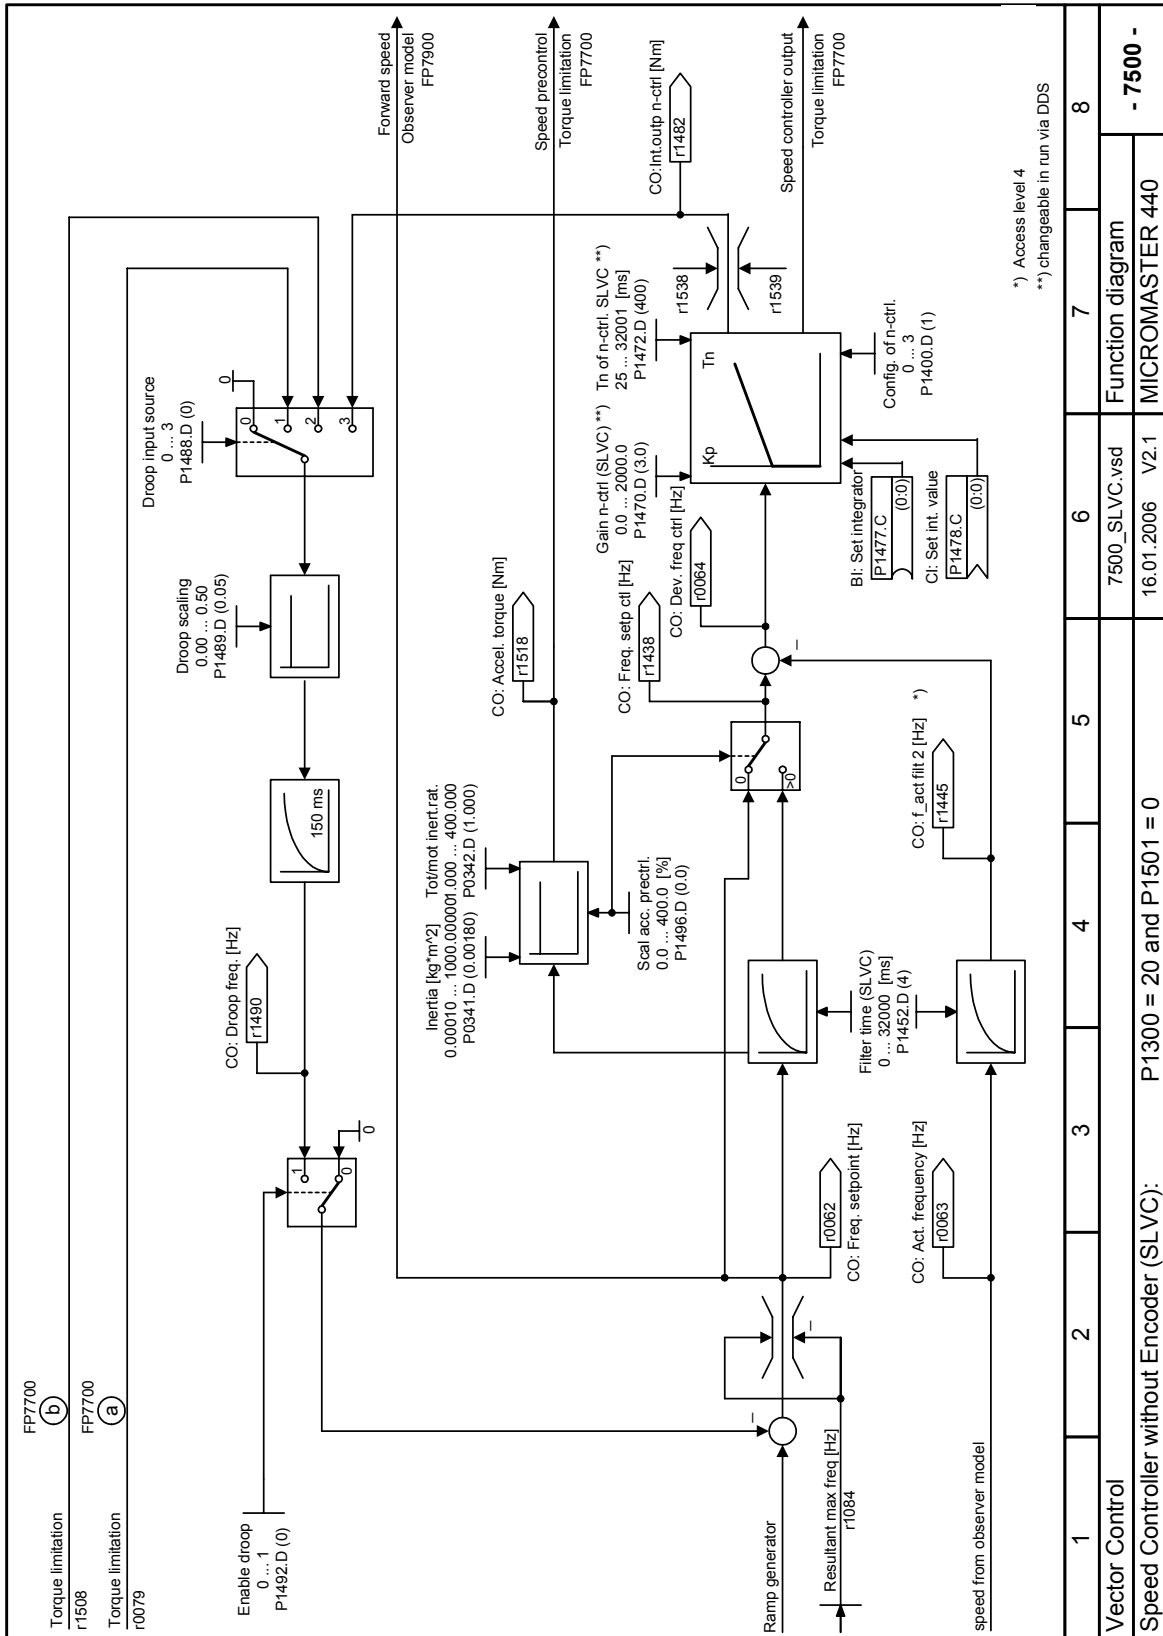 Torque limitation
r1508
FP7700
b
Torque limitation
r0079
FP7700
a
Enable droop
0 ... 1
P1492.D (0)
1
0
0
CO: Droop freq. [Hz]
r1490
150 ms
Droop scaling
0.00 ... 0.50
P1489.D (0.05)
Droop input source
0 ... 3
P1488.D (0)
0
0
1
2
3
Forward speed
Observer model
FP7900
Speed precontrol
Torque limitation
FP7700
CO:Int.outp n-ctrl [Nm]
r1482
Speed controller output
Torque limitation
FP7700
CO: Accel. torque [Nm]
r1518
Inertia [kg*m^2]
0.00010 ... 1000.00000
P0341.D (0.00180)
Tot/mot inert.rat.
1.000 ... 400.000
P0342.D (1.000)
Scal acc. prectrl.
0.0 ... 400.0 [%]
P1496.D (0.0)
Gain n-ctrl (SLVC) **)
0.0 ... 2000.0
P1470.D (3.0)
Tn of n-ctrl. SLVC **)
25 ... 32001 [ms]
P1472.D (400)
r1538
r1539
Kp
Tn
CO: Freq. setp ctl [Hz]
r1438
CO: Dev. freq ctrl [Hz]
r0064
0
>0
–
Ramp generator
–
–
Resultant max freq [Hz]
r1084
r0062
CO: Freq. setpoint [Hz]
Filter time (SLVC)
0 ... 32000 [ms]
P1452.D (4)
BI: Set integrator
P1477.C
(0:0)
CI: Set int. value
P1478.C
(0:0)
Config. of n-ctrl.
0 ... 3
P1400.D (1)
speed from observer model
CO: Act. frequency [Hz]
r0063
CO: f_act filt 2 [Hz] *)
r1445
*) Access level 4
**) changeable in run via DDS
1 2 3 4 5 6 7 8
Vector Control
7500_SLVC.vsd
Function diagram
- 7500 -
Speed Controller without Encoder (SLVC): P1300 = 20 and P1501 = 0
16.01.2006 V2.1
MICROMASTER 440